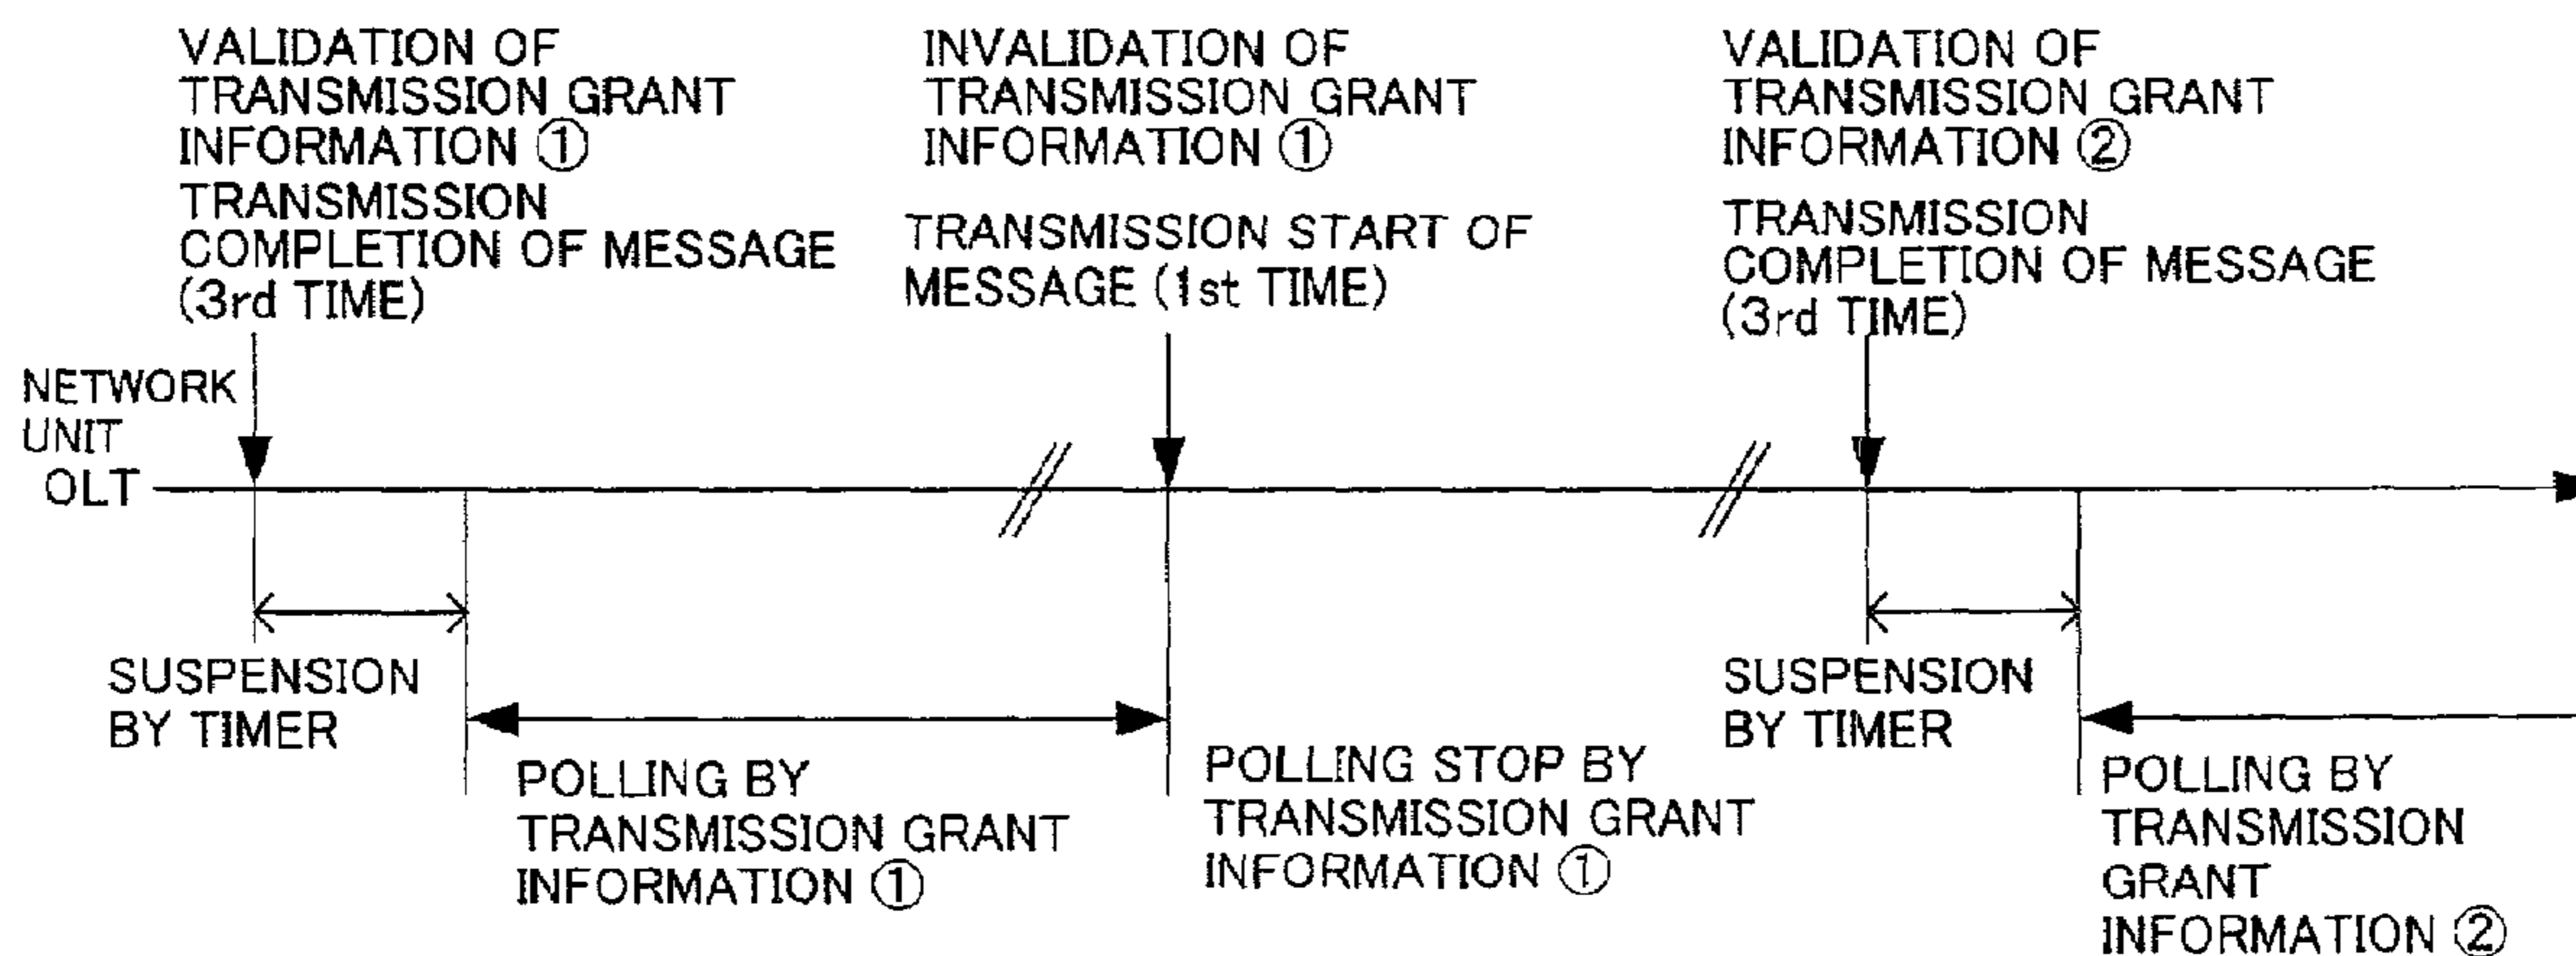 VALIDATION OF
TRANSMISSION GRANT
INFORMATION ①
TRANSMISSION
COMPLETION OF MESSAGE
(3rd TIME)
INVALIDATION OF
TRANSMISSION GRANT
INFORMATION ①
TRANSMISSION START OF
MESSAGE (1st TIME)
VALIDATION OF
TRANSMISSION GRANT
INFORMATION ②
TRANSMISSION
COMPLETION OF MESSAGE
(3rd TIME)
NETWORK
UNIT
OLT
SUSPENSION
BY TIMER
POLLING BY
TRANSMISSION GRANT
INFORMATION ①
POLLING STOP BY
TRANSMISSION GRANT
INFORMATION ①
SUSPENSION
BY TIMER
POLLING BY
TRANSMISSION
GRANT
INFORMATION ②